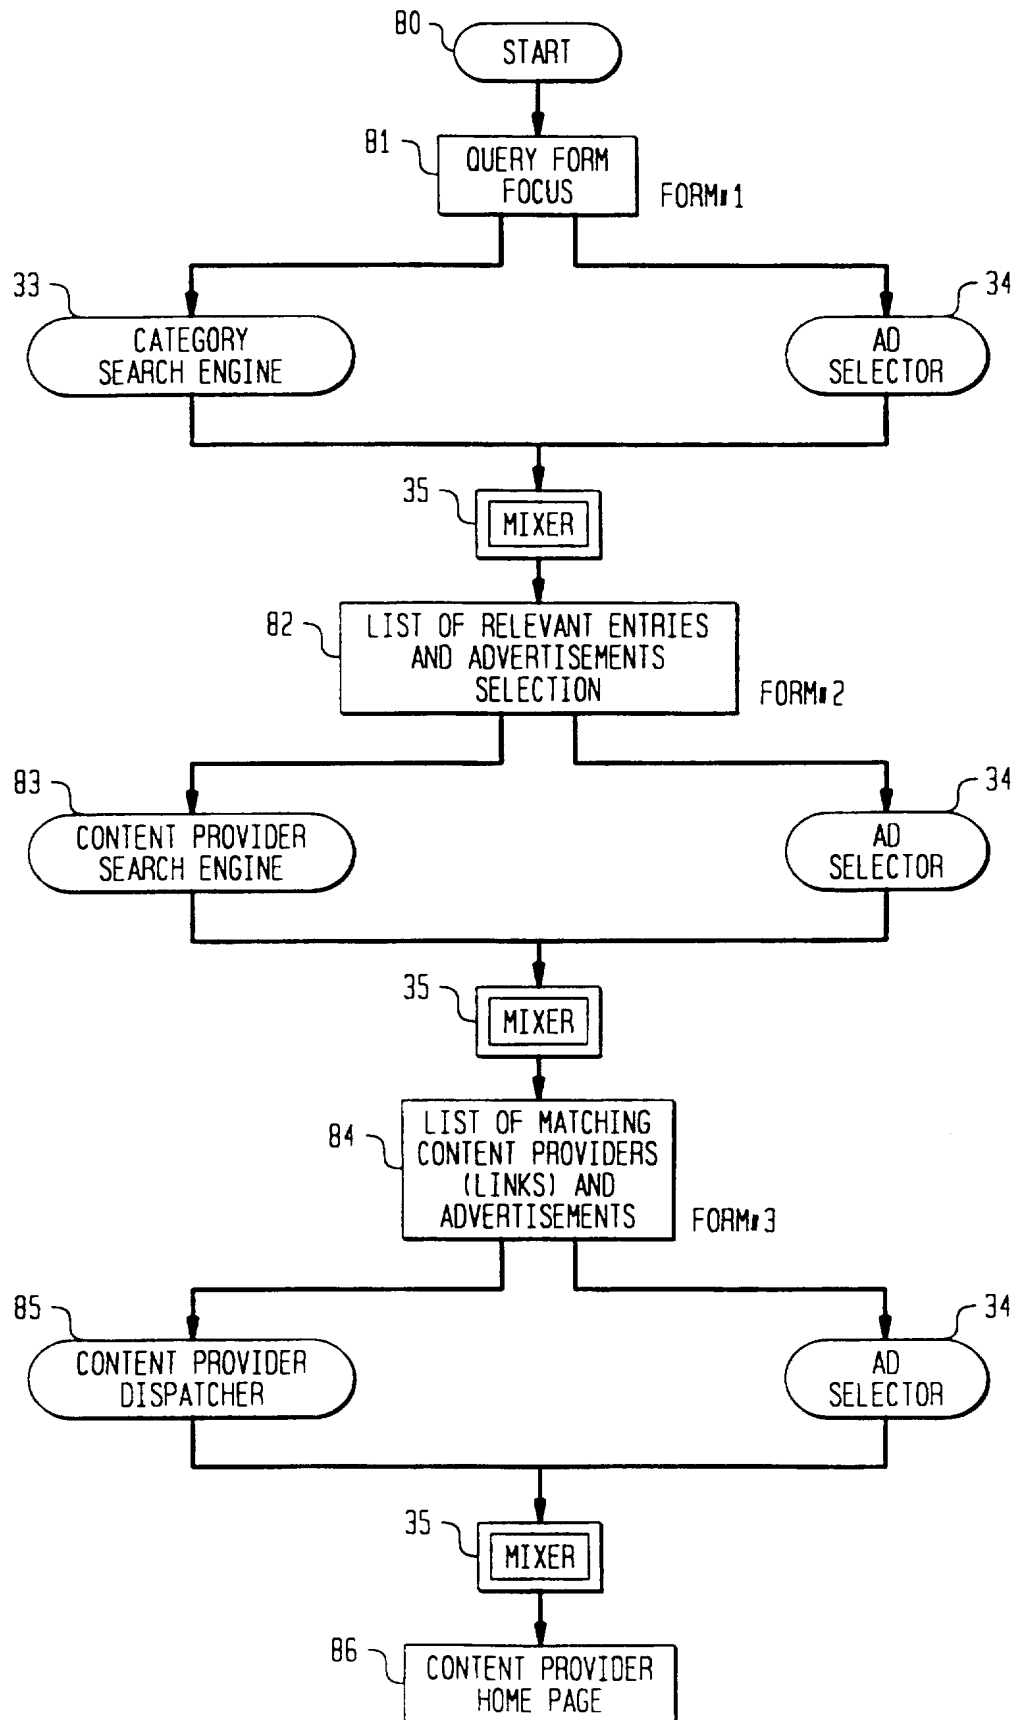 80
START
81
QUERY FORM
FOCUS
FORM#1
33
CATEGORY
SEARCH ENGINE
34
AD
SELECTOR
35
MIXER
82
LIST OF RELEVANT ENTRIES
AND ADVERTISEMENTS
SELECTION
FORM#2
83
CONTENT PROVIDER
SEARCH ENGINE
34
AD
SELECTOR
35
MIXER
84
LIST OF MATCHING
CONTENT PROVIDERS
(LINKS) AND
ADVERTISEMENTS
FORM#3
85
CONTENT PROVIDER
DISPATCHER
34
AD
SELECTOR
35
MIXER
86
CONTENT PROVIDER
HOME PAGE